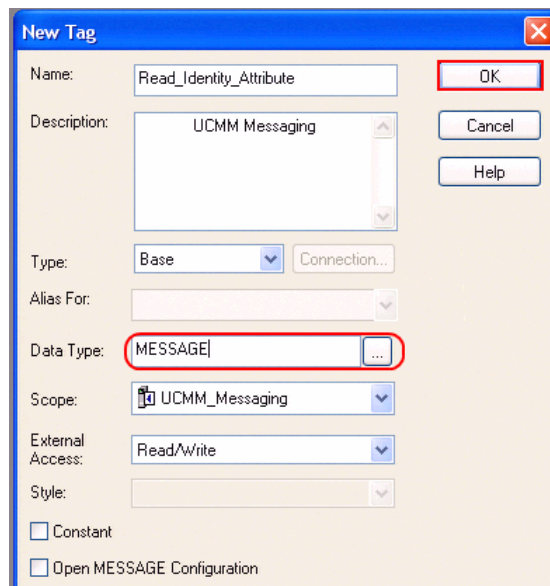 New Tag
Name:
Read_Identity_Attribute
OK
Description:
UCMM Messaging
Cancel
Help
Type:
Base
Connection...
Alias For:
Data Type:
MESSAGE
...
Scope:
UCMM_Messaging
External
Access:
Read/Write
Style:
Constant
Open MESSAGE Configuration